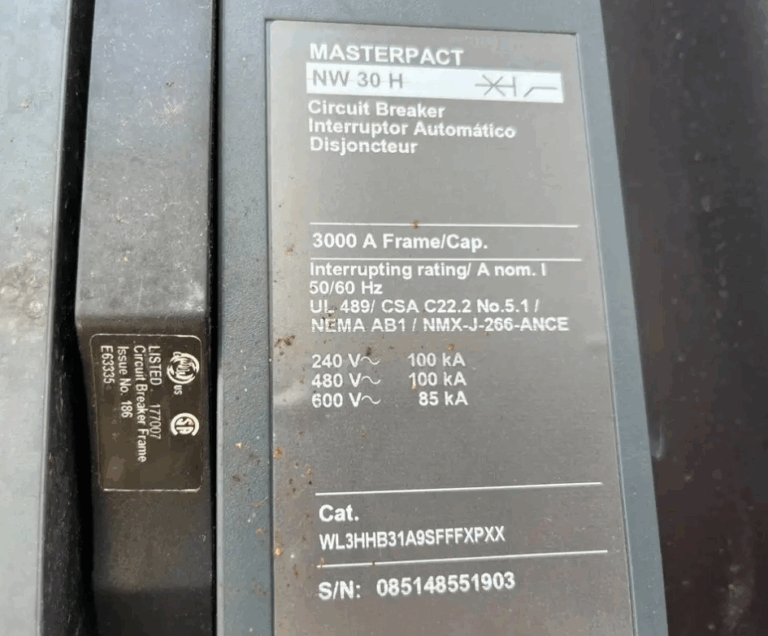 MASTERPACT
NW 30 H
Circuit Breaker
Interruptor Automático
Disjoncteur
3000 A Frame/Cap.
Interrupting rating/ A nom. I
50/60 Hz
UL 489/ CSA C22.2 No.5.1 /
NEMA AB1 / NMX-J-266-ANCE
240 V~ 100 kA
480 V~ 100 kA
600 V~ 85 kA
Cat.
WL3HHB31A9SFFFXPXX
S/N: 085148551903
US
LISTED 177007
Circuit Breaker Frame
Issue No. 186
E63335